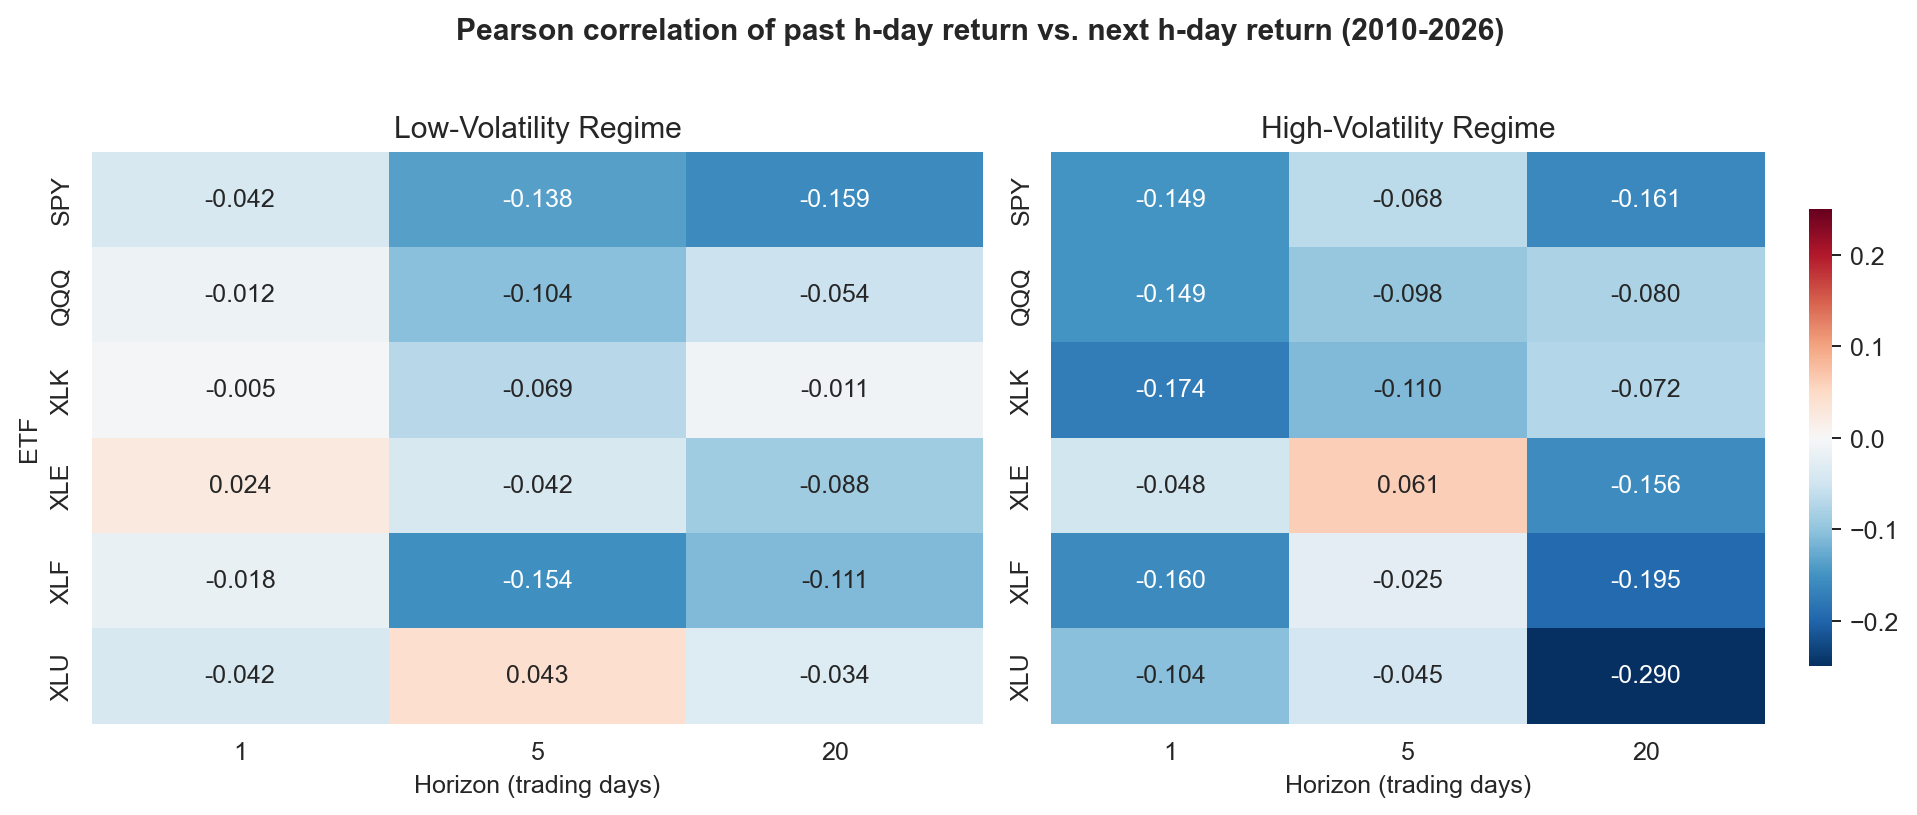 Pearson correlation of past h-day return vs. next h-day return (2010-2026)
Low-Volatility Regime
ETF
SPY -0.042 -0.138 -0.159
QQQ -0.012 -0.104 -0.054
XLK -0.005 -0.069 -0.011
XLE 0.024 -0.042 -0.088
XLF -0.018 -0.154 -0.111
XLU -0.042 0.043 -0.034
1 5 20
Horizon (trading days)
High-Volatility Regime
SPY -0.149 -0.068 -0.161
QQQ -0.149 -0.098 -0.080
XLK -0.174 -0.110 -0.072
XLE -0.048 0.061 -0.156
XLF -0.160 -0.025 -0.195
XLU -0.104 -0.045 -0.290
1 5 20
Horizon (trading days)
0.2
0.1
0.0
−0.1
−0.2